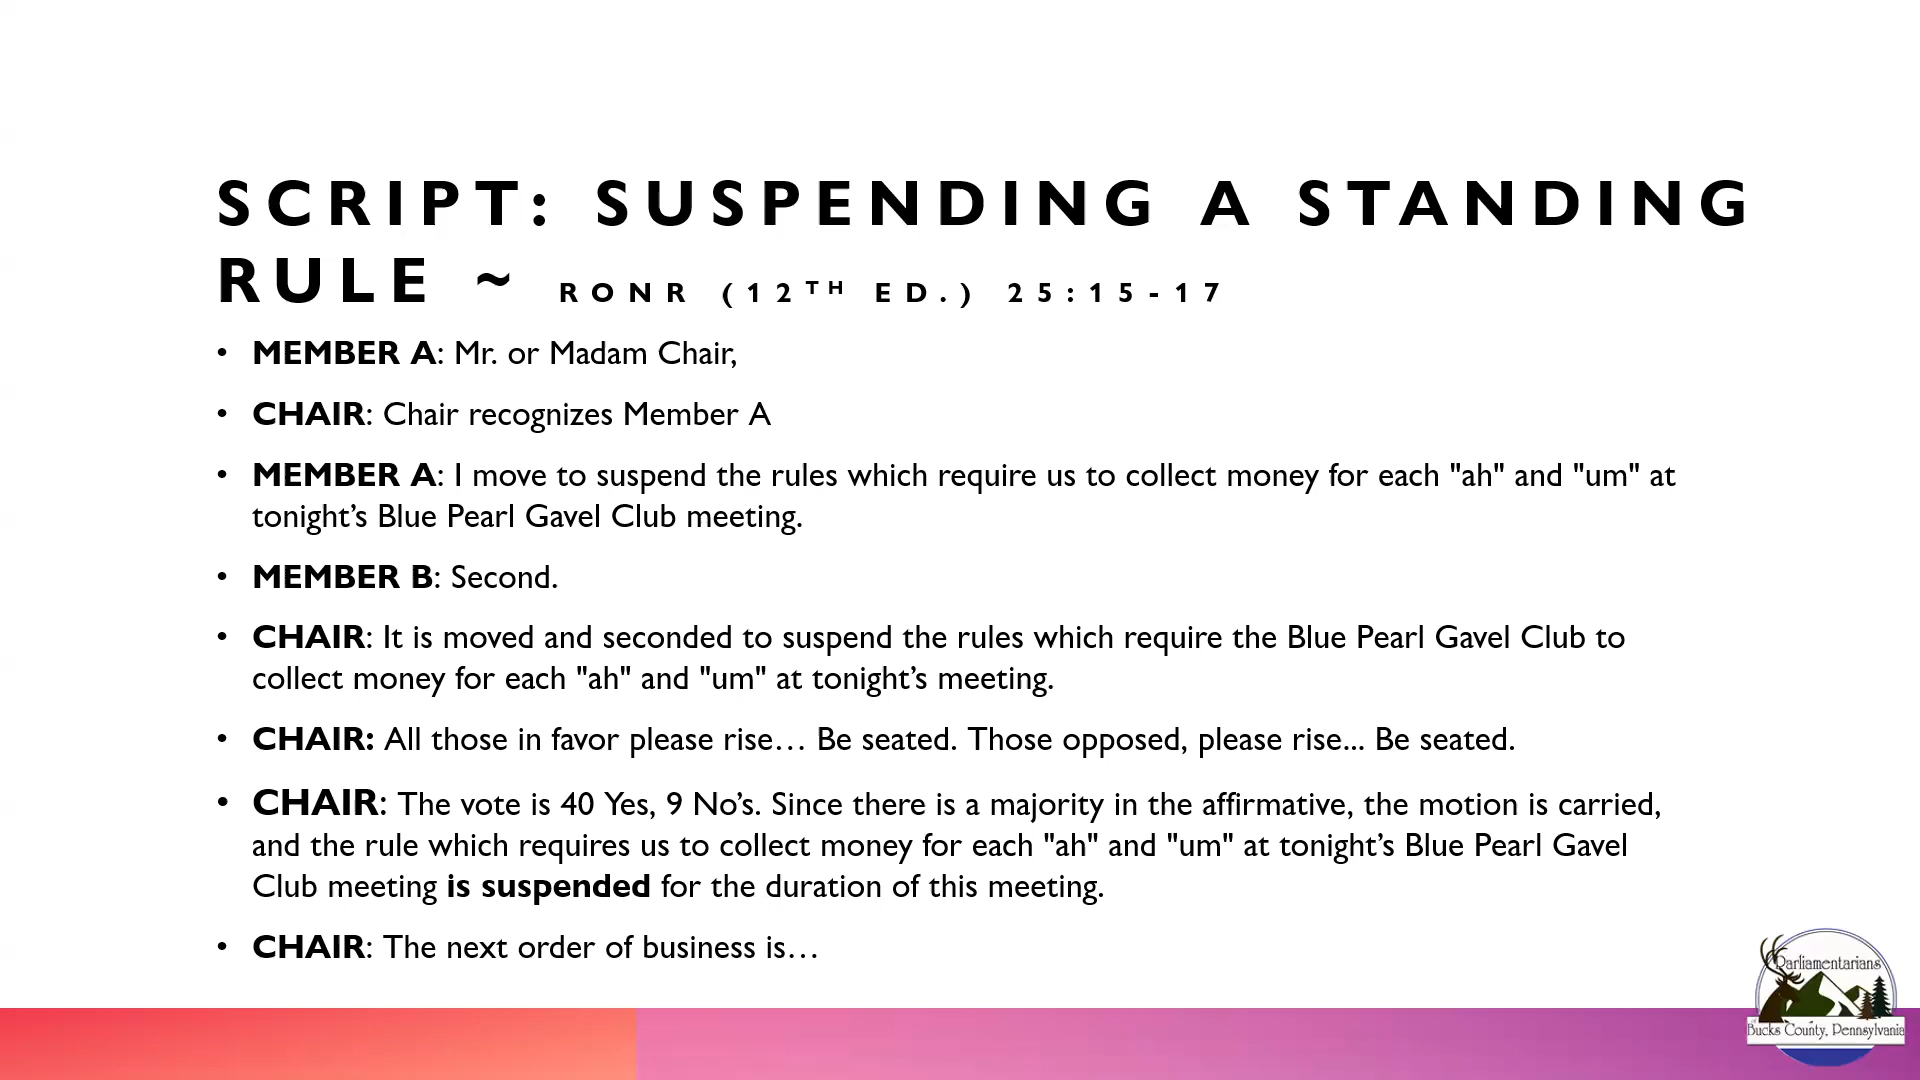 SCRIPT: SUSPENDING A STANDING
RULE ~ RONR (12TH ED.) 25:15-17
• MEMBER A: Mr. or Madam Chair,
• CHAIR: Chair recognizes Member A
• MEMBER A: I move to suspend the rules which require us to collect money for each "ah" and "um" at
tonight’s Blue Pearl Gavel Club meeting.
• MEMBER B: Second.
• CHAIR: It is moved and seconded to suspend the rules which require the Blue Pearl Gavel Club to
collect money for each "ah" and "um" at tonight’s meeting.
• CHAIR: All those in favor please rise… Be seated. Those opposed, please rise... Be seated.
• CHAIR: The vote is 40 Yes, 9 No’s. Since there is a majority in the affirmative, the motion is carried,
and the rule which requires us to collect money for each "ah" and "um" at tonight’s Blue Pearl Gavel
Club meeting is suspended for the duration of this meeting.
• CHAIR: The next order of business is…
Parliamentarians
Bucks County, Pennsylvania